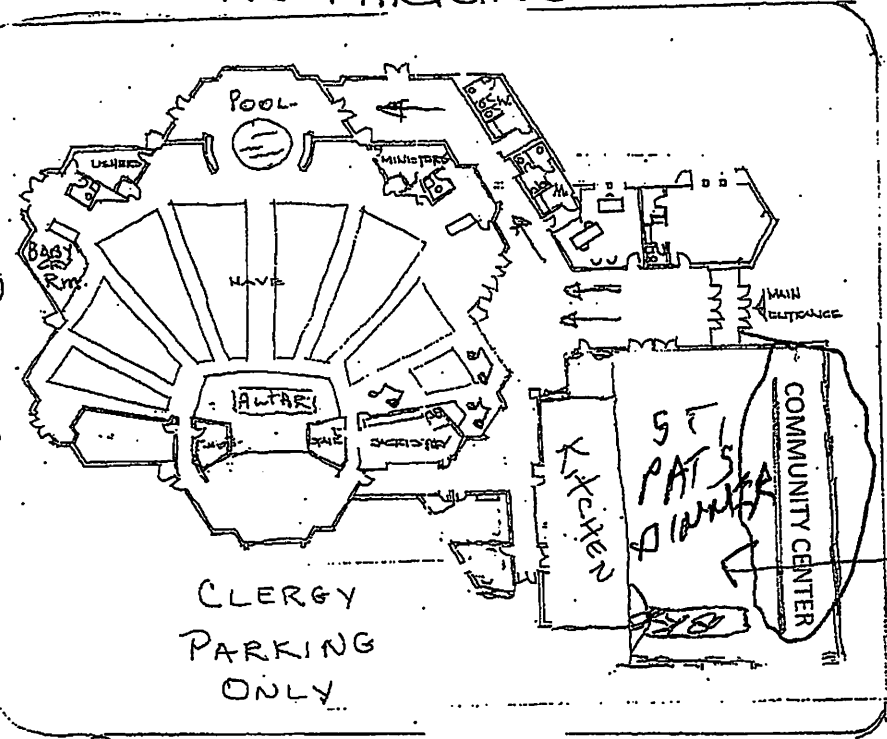 POOL
USHERS
MINISTERS
BABY
Rm.
NAVE
MAIN
ENTRANCE
ALTAR
SACRISTY
KITCHEN
ST.
PAT'S
DINNER
COMMUNITY CENTER
CLERGY
PARKING
ONLY